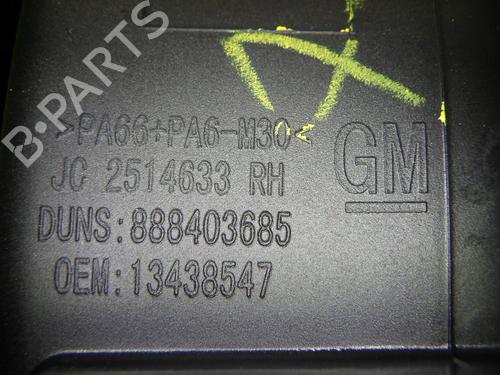 B-PARTS
>PA66+PA6-M30<
JC 2514633 RH
GM
DUNS:888403685
OEM:13438547